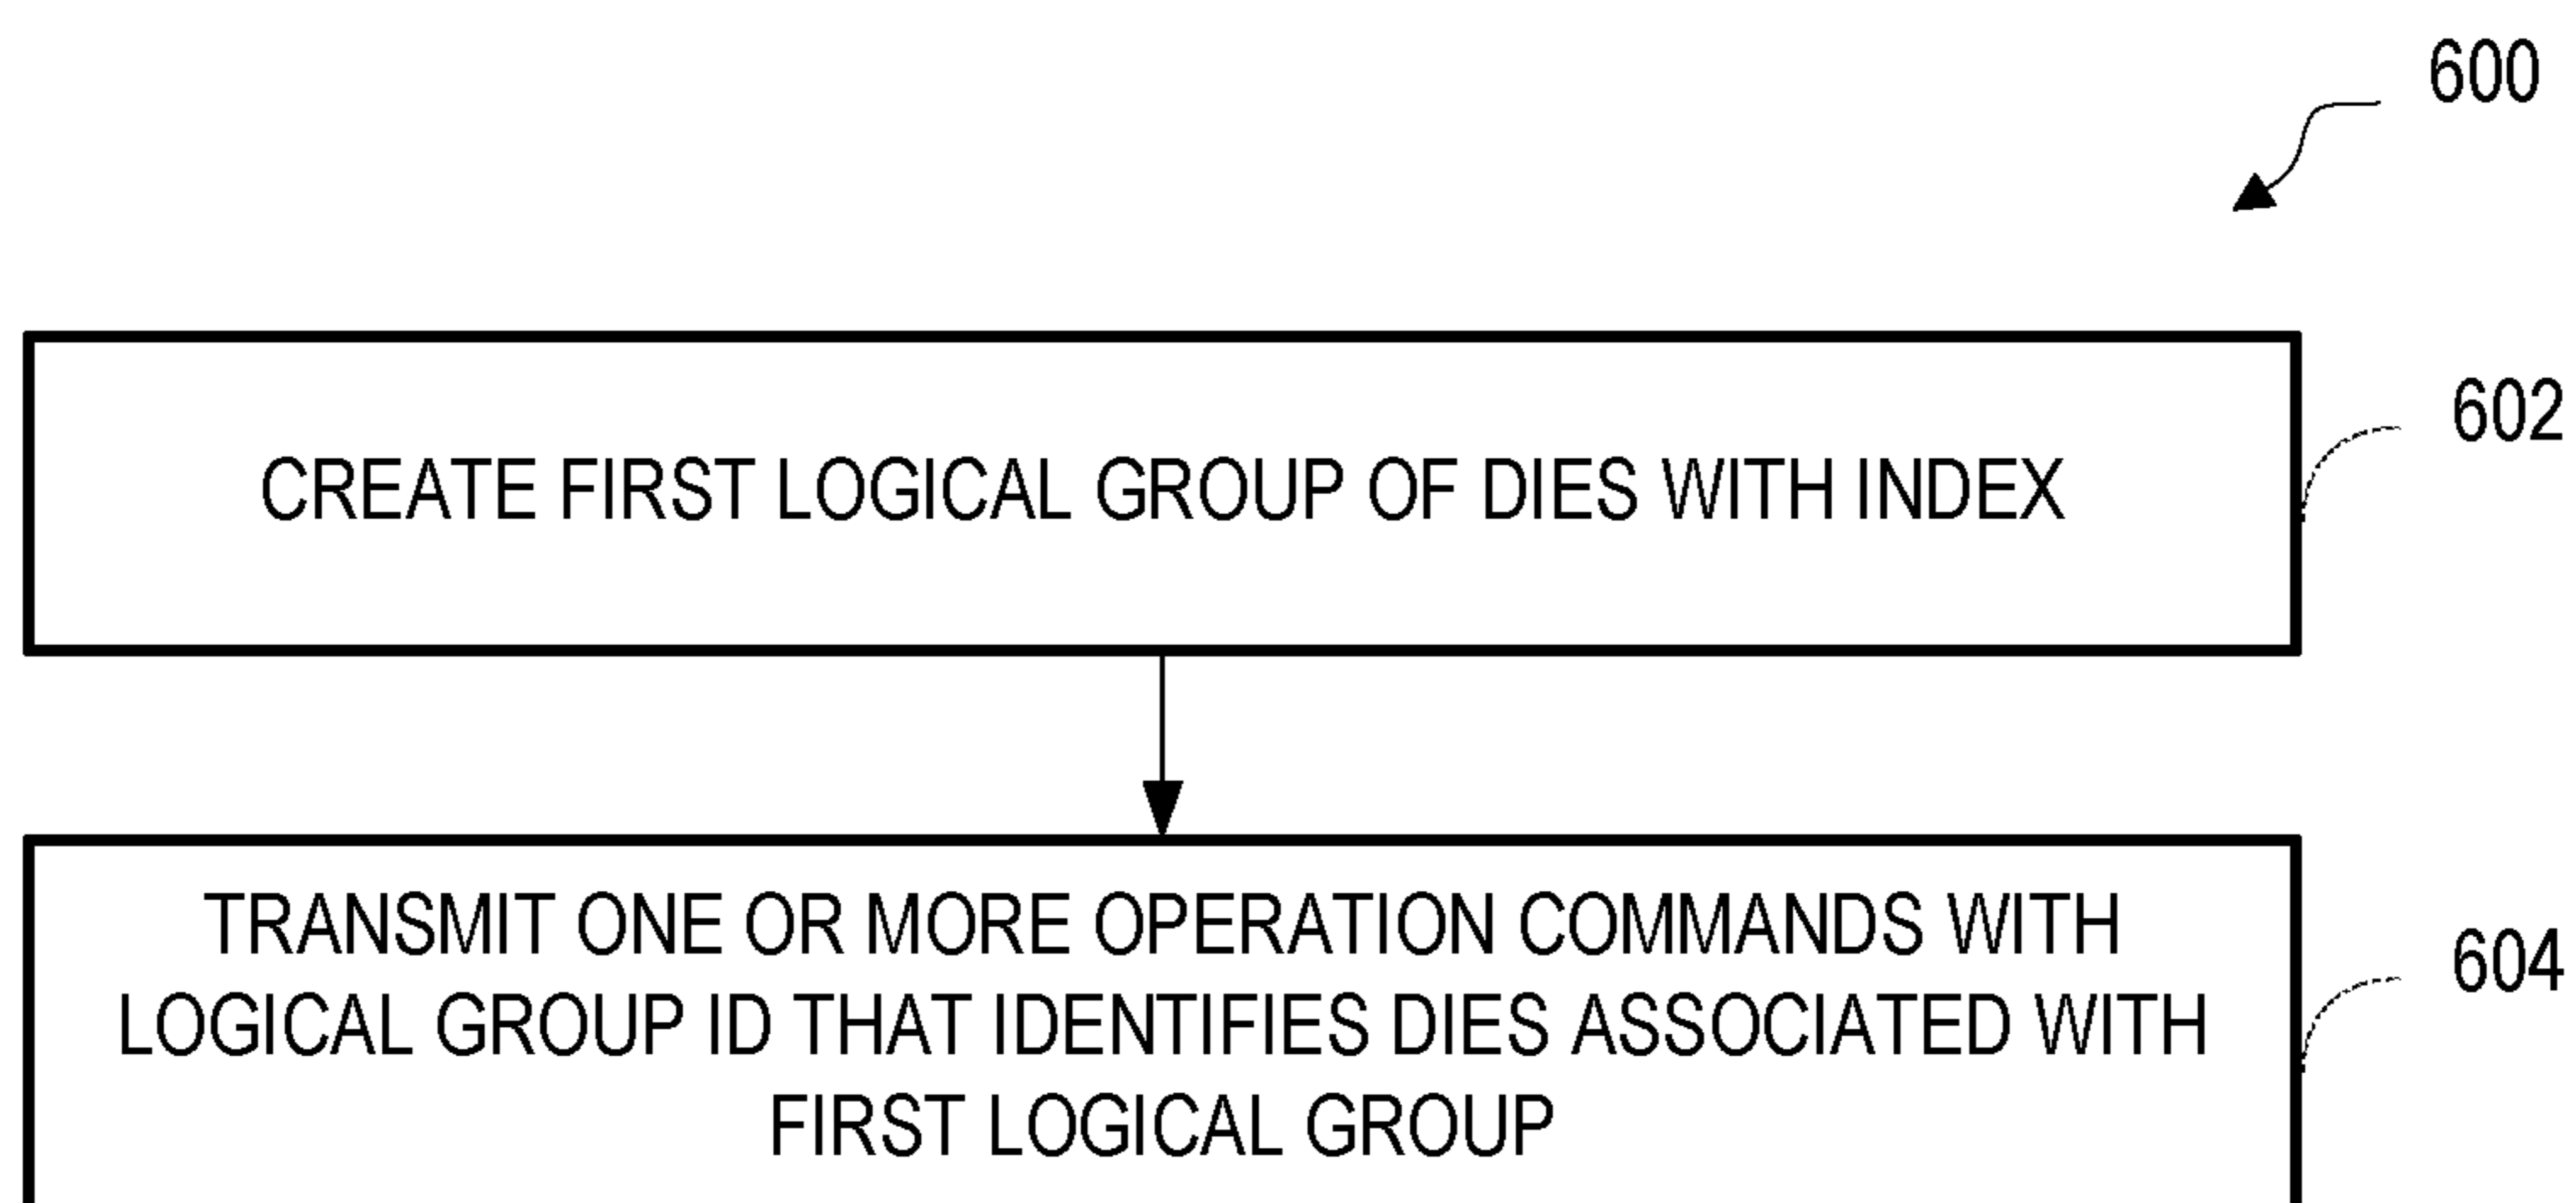 600
602
CREATE FIRST LOGICAL GROUP OF DIES WITH INDEX
TRANSMIT ONE OR MORE OPERATION COMMANDS WITH
604
LOGICAL GROUP ID THAT IDENTIFIES DIES ASSOCIATED WITH
FIRST LOGICAL GROUP